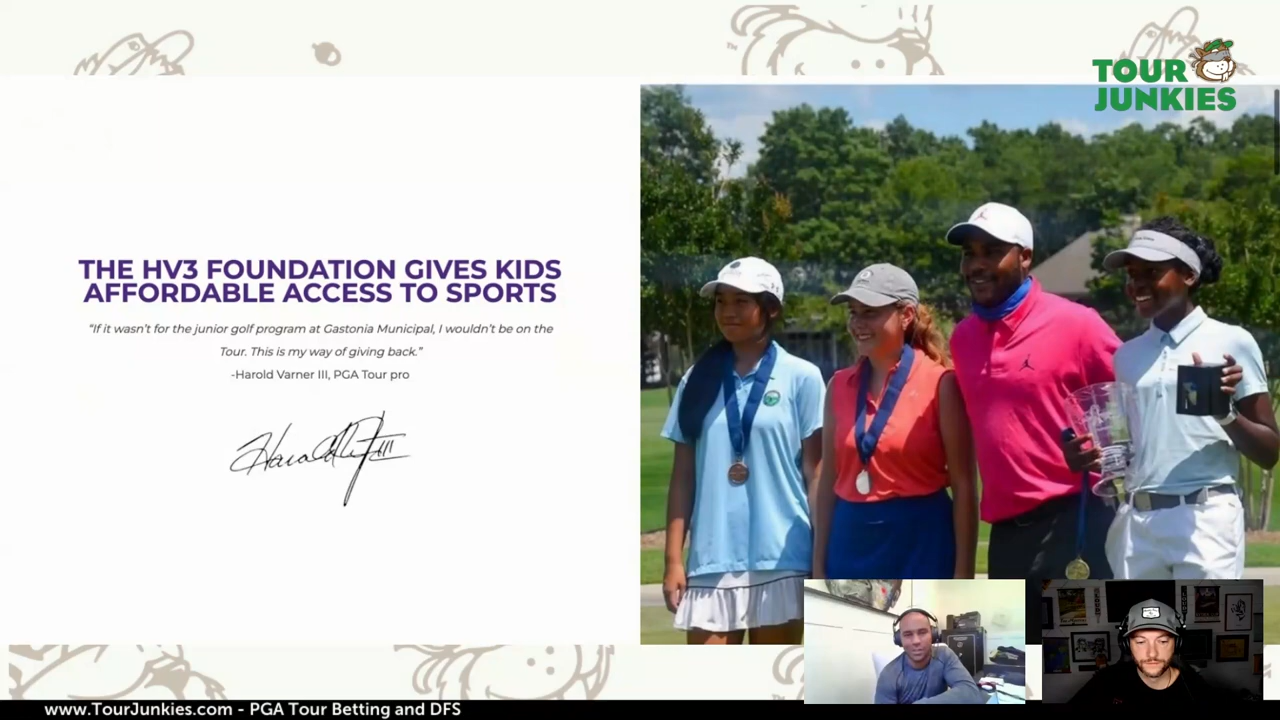 TOUR
JUNKIES
THE HV3 FOUNDATION GIVES KIDS
AFFORDABLE ACCESS TO SPORTS
“If it wasn’t for the junior golf program at Gastonia Municipal, I wouldn’t be on the
Tour. This is my way of giving back.”
-Harold Varner III, PGA Tour pro
www.TourJunkies.com - PGA Tour Betting and DFS